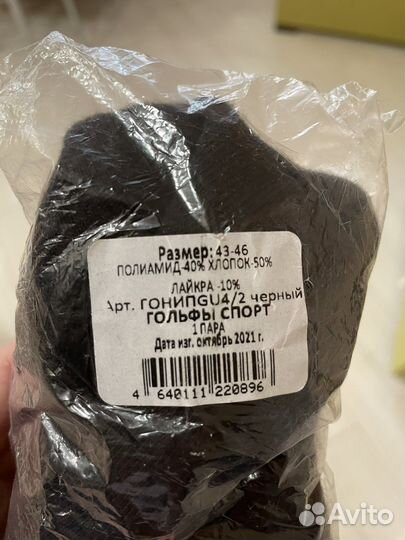 Размер: 43-46
ПОЛИАМИД-40% ХЛОПОК-50%
ЛАЙКРА -10%
Арт. ГОНИПGU4/2 черный
ГОЛЬФЫ СПОРТ
1 ПАРА
Дата изг. октябрь 2021 г.
4 640111 220896
Avito